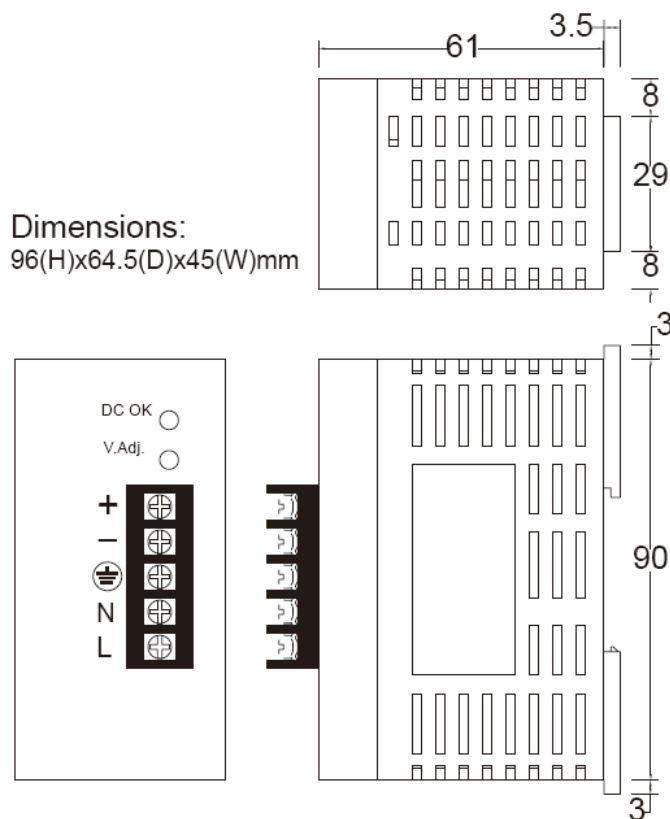 3.5
61
8
29
8
Dimensions:
96(H)x64.5(D)x45(W)mm
3
DC OK
V.Adj.
+
−
N
L
90
3